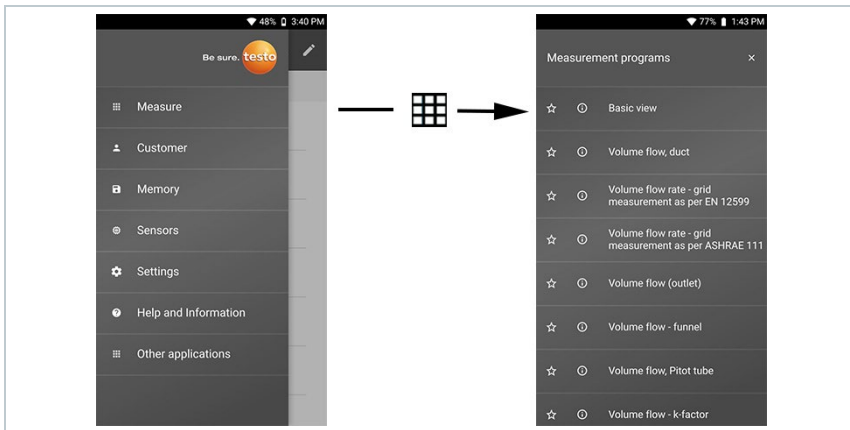 48% 3:40 PM
Be sure. testo
Measure
Customer
Memory
Sensors
Settings
Help and Information
Other applications
77% 1:43 PM
Measurement programs
Basic view
Volume flow, duct
Volume flow rate - grid
measurement as per EN 12599
Volume flow rate - grid
measurement as per ASHRAE 111
Volume flow (outlet)
Volume flow - funnel
Volume flow, Pitot tube
Volume flow - k-factor